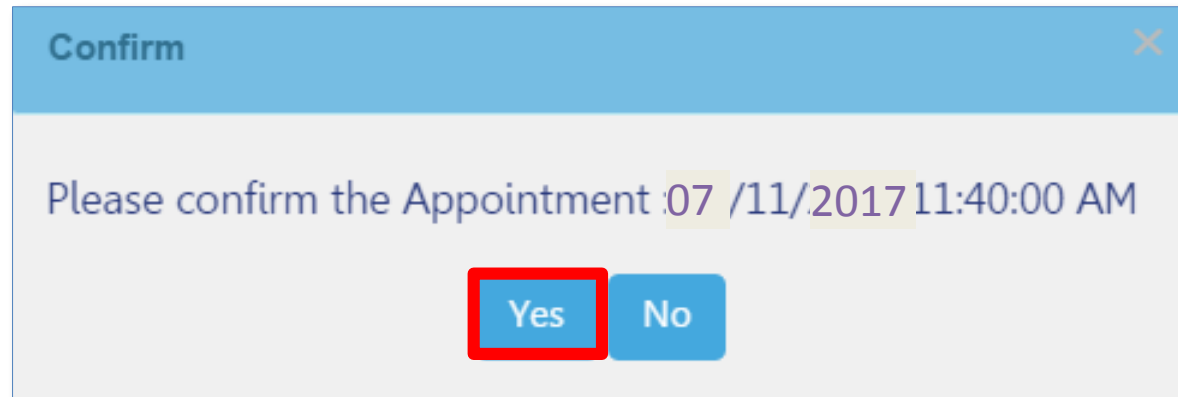 Confirm
Please confirm the Appointment :07 /11/2017 11:40:00 AM
Yes No